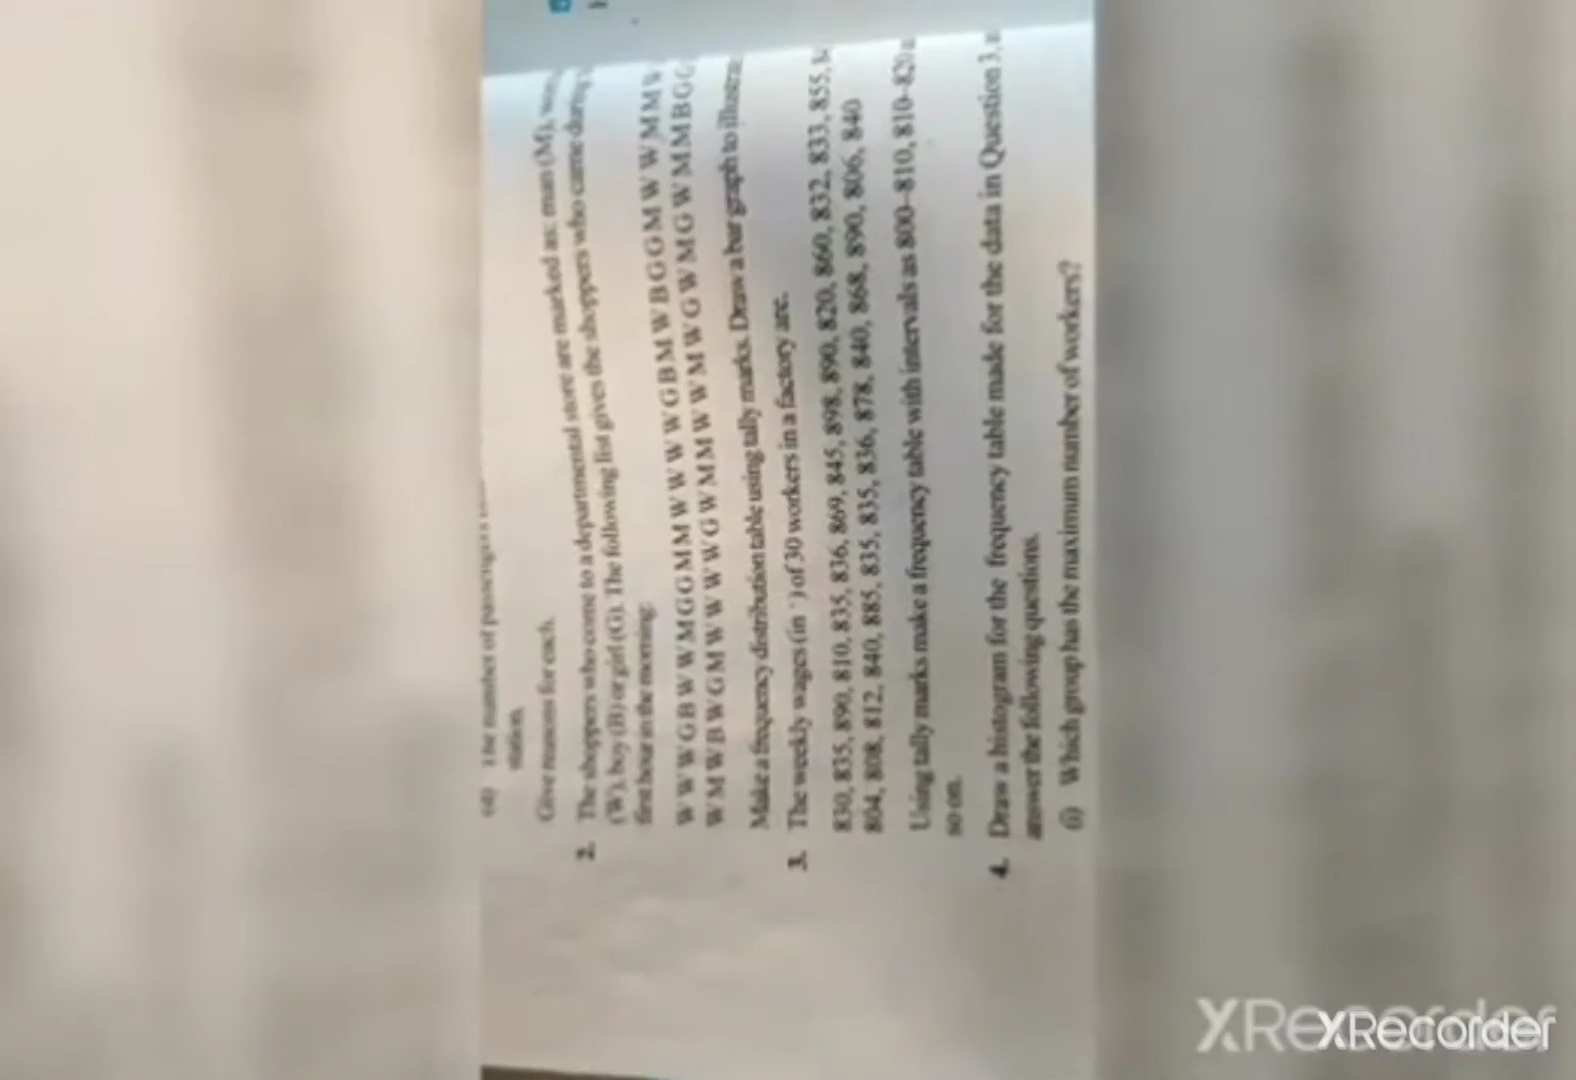 (d) The number of passengers
station.
Give reasons for each.
2. The shoppers who come to a departmental store are marked as: man (M),
(W), boy (B) or girl (G). The following list gives the shoppers who came during
first hour in the morning:
W W W G B W W M G G M M W W W W G B M W B G G M W W M M W
W M W B W G M W W W W G W M M W W M W G W M G W M M B G G
Make a frequency distribution table using tally marks. Draw a bar graph to illustrate
3. The weekly wages (in `) of 30 workers in a factory are.
830, 835, 890, 810, 835, 836, 869, 845, 898, 890, 820, 860, 832, 833, 855,
804, 808, 812, 840, 885, 835, 835, 836, 878, 840, 868, 890, 806, 840
Using tally marks make a frequency table with intervals as 800–810, 810–820
so on.
4. Draw a histogram for the frequency table made for the data in Question 3,
answer the following questions.
(i) Which group has the maximum number of workers?
XRecorder
XRecorder